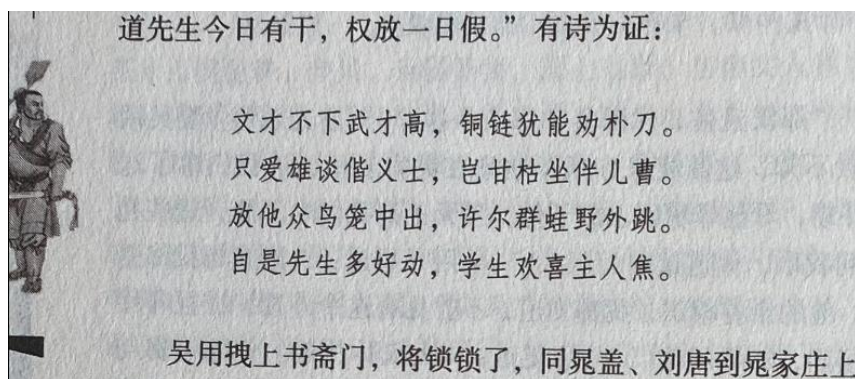 道先生今日有干，权放一日假。”有诗为证：
文才不下武才高，铜链犹能劝朴刀。
只爱雄谈偕义士，岂甘枯坐伴儿曹。
放他众鸟笼中出，许尔群蛙野外跳。
自是先生多好动，学生欢喜主人焦。
吴用拽上书斋门，将锁锁了，同晁盖、刘唐到晁家庄上